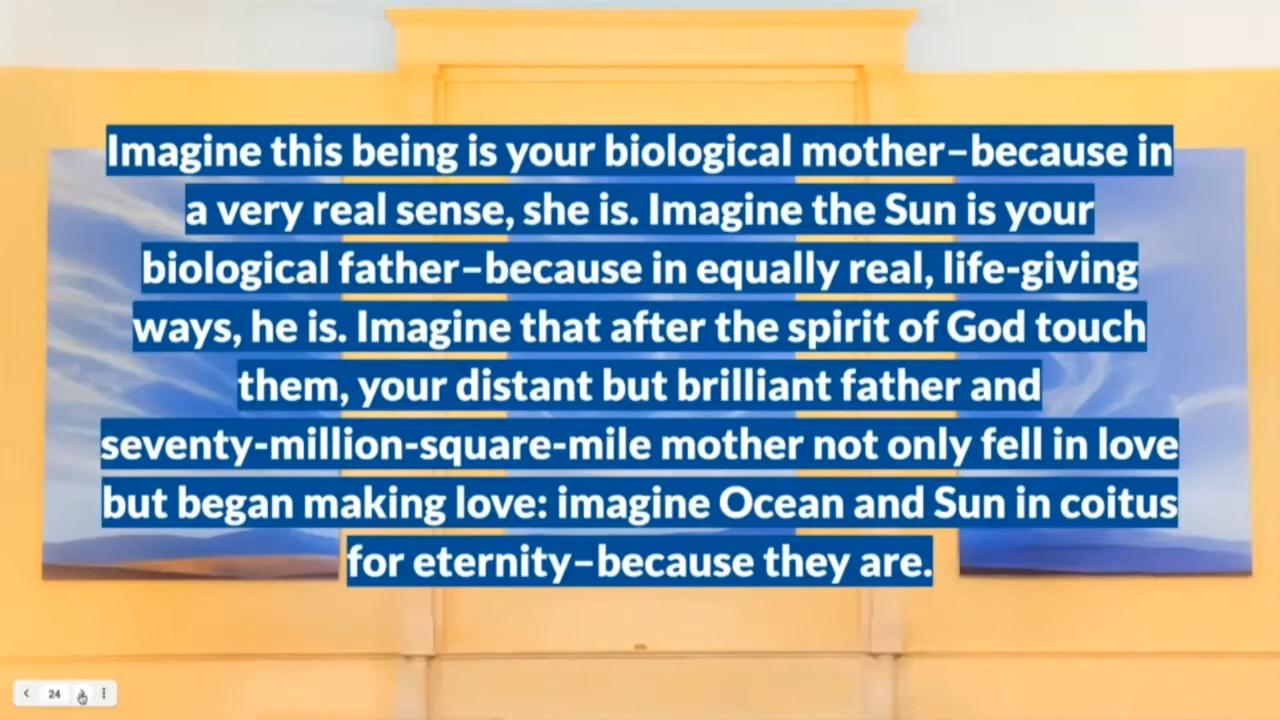 Imagine this being is your biological mother–because in
a very real sense, she is. Imagine the Sun is your
biological father–because in equally real, life-giving
ways, he is. Imagine that after the spirit of God touch
them, your distant but brilliant father and
seventy-million-square-mile mother not only fell in love
but began making love: imagine Ocean and Sun in coitus
for eternity–because they are.
24